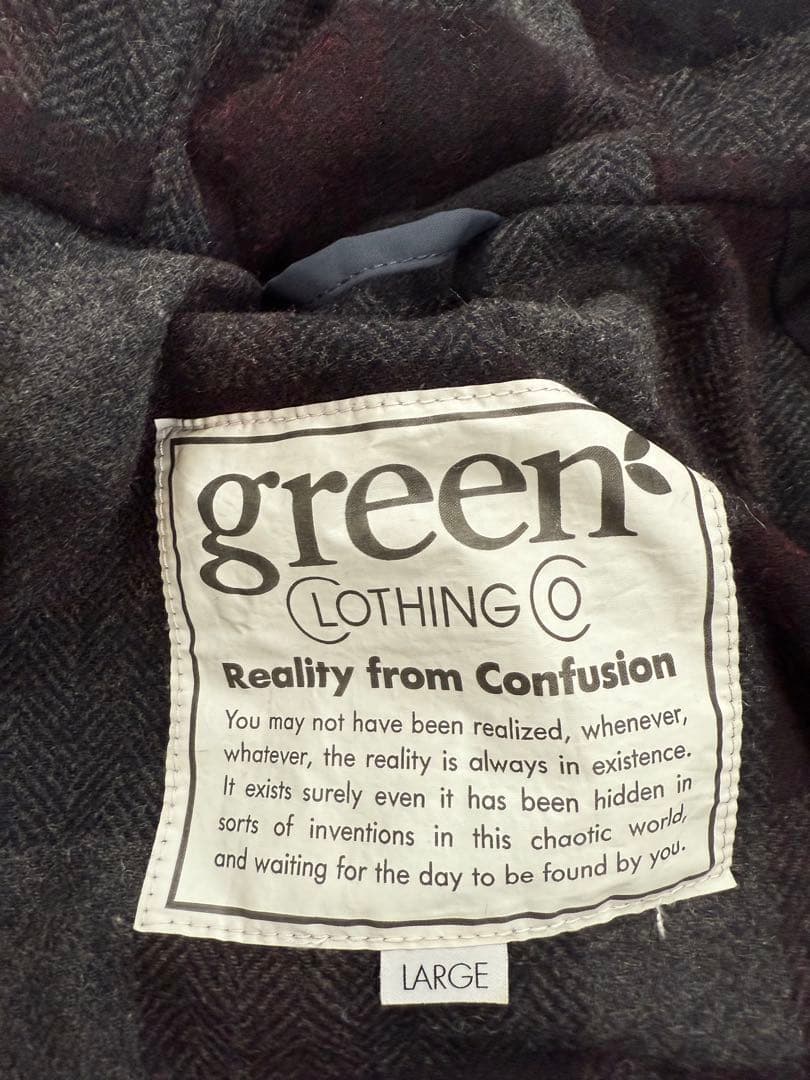 green
CLOTHING CO
Reality from Confusion
You may not have been realized, whenever,
whatever, the reality is always in existence.
It exists surely even it has been hidden in
sorts of inventions in this chaotic world,
and waiting for the day to be found by you.
LARGE